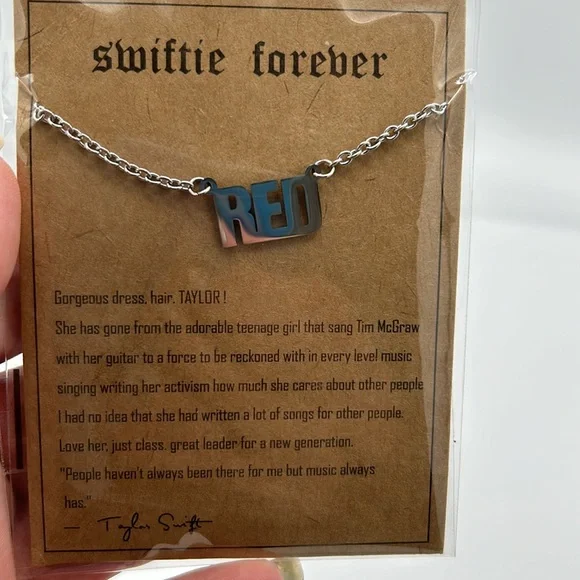 swiftie forever
RED
Gorgeous dress, hair, TAYLOR!
She has gone from the adorable teenage girl that sang Tim McGraw
with her guitar to a force to be reckoned with in every level music
singing writing her activism how much she cares about other people
I had no idea that she had written a lot of songs for other people.
Love her, just class, great leader for a new generation.
"People haven't always been there for me but music always
has."
— Taylor Swift